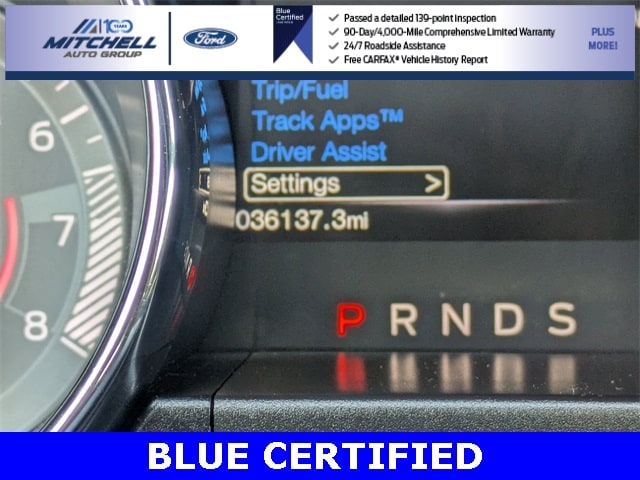 100 YEARS
MITCHELL
AUTO GROUP
Ford
Blue
Certified
✓ Passed a detailed 139-point inspection
✓ 90-Day/4,000-Mile Comprehensive Limited Warranty
✓ 24/7 Roadside Assistance
✓ Free CARFAX® Vehicle History Report
PLUS
MORE!
Trip/Fuel
Track Apps™
Driver Assist
Settings >
036137.3mi
6
7
8
P R N D S
BLUE CERTIFIED